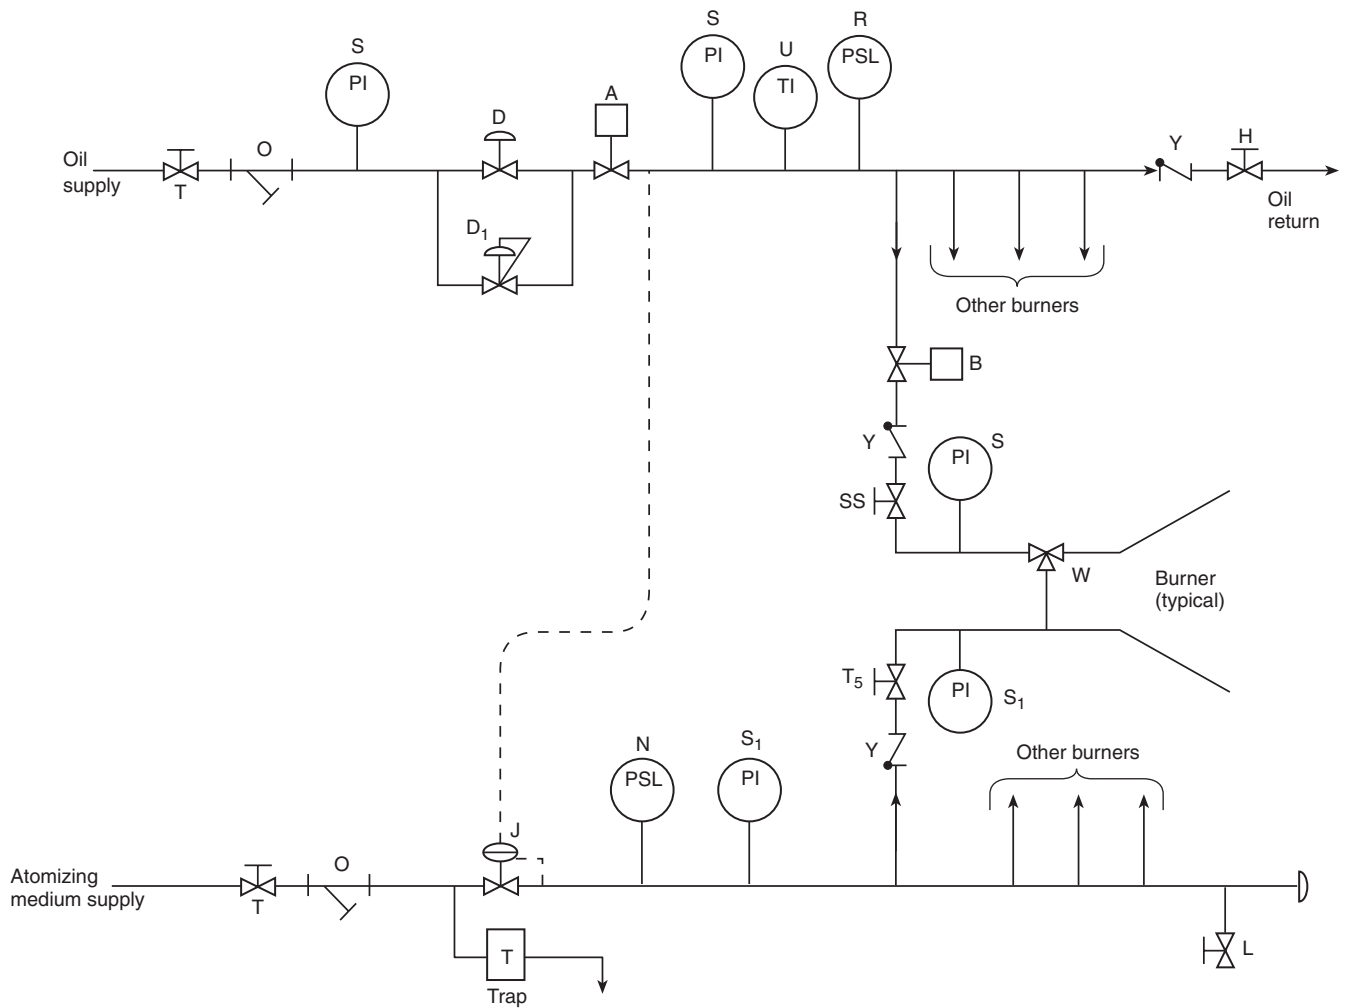 S
PI
D
A
S
PI
U
TI
R
PSL
Y
H
Oil
supply
T
O
Oil
return
D1
Other burners
B
Y
PI
S
SS
W
Burner
(typical)
T5
PI
S1
Y
Other burners
N
PSL
S1
PI
J
Atomizing
medium supply
T
O
T
Trap
L